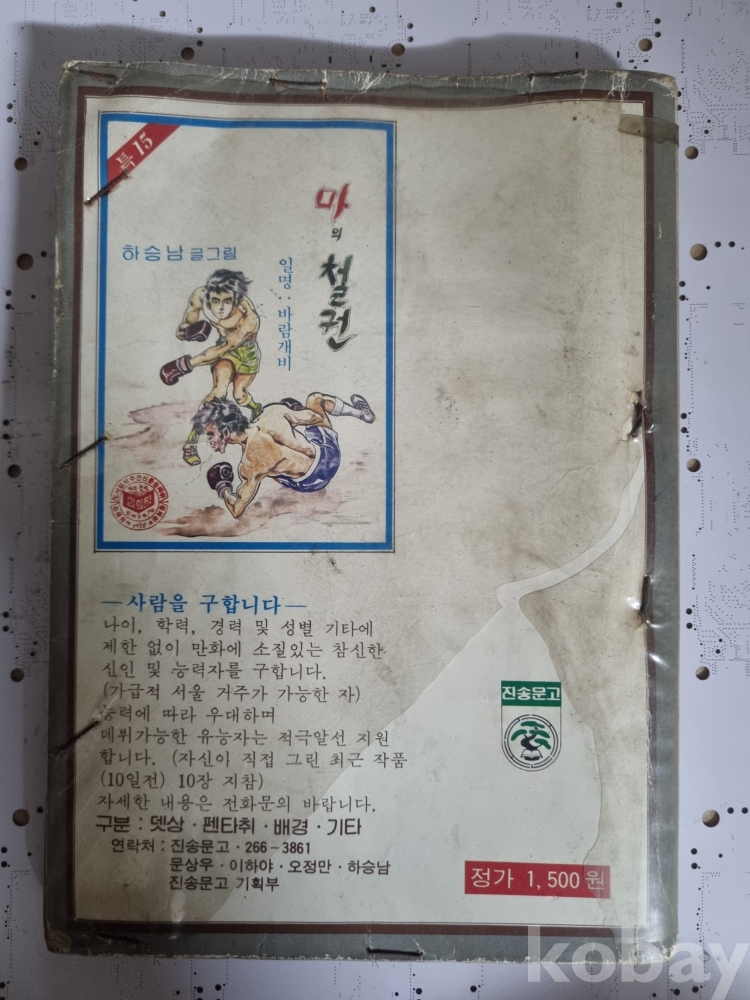 특 15
마
의
철권
하승남 글그림
일명 : 바람개비
—사람을 구합니다—
나이, 학력, 경력 및 성별 기타에
제한 없이 만화에 소질있는 참신한
신인 및 능력자를 구합니다.
(가급적 서울 거주가 가능한 자)
능력에 따라 우대하며
데뷔가능한 유능자는 적극알선 지원
합니다. (자신이 직접 그린 최근 작품
(10일전) 10장 지참)
자세한 내용은 전화문의 바랍니다.
구분 : 뎃상·펜타취·배경·기타
연락처 : 진송문고·266-3861
문상우·이하야·오정만·하승남
진송문고 기획부
진송문고
정가 1,500원
kobay